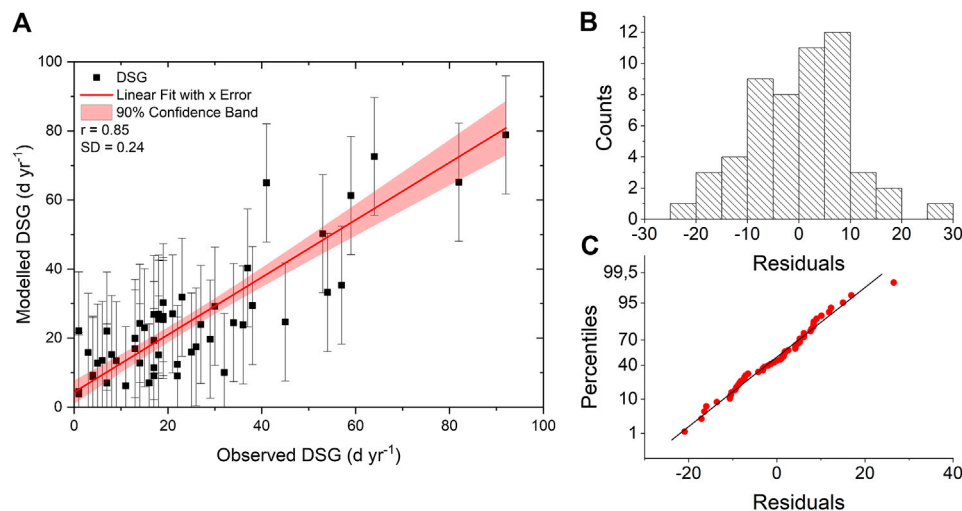 A
Modelled DSG (d yr⁻¹)
100
80
60
40
20
0
DSG
Linear Fit with x Error
90% Confidence Band
r = 0.85
SD = 0.24
0 20 40 60 80 100
Observed DSG (d yr⁻¹)
B
Counts
12
10
8
6
4
2
0
-30 -20 -10 0 10 20 30
Residuals
C
Percentiles
99,5
95
70
40
10
1
-20 0 20 40
Residuals